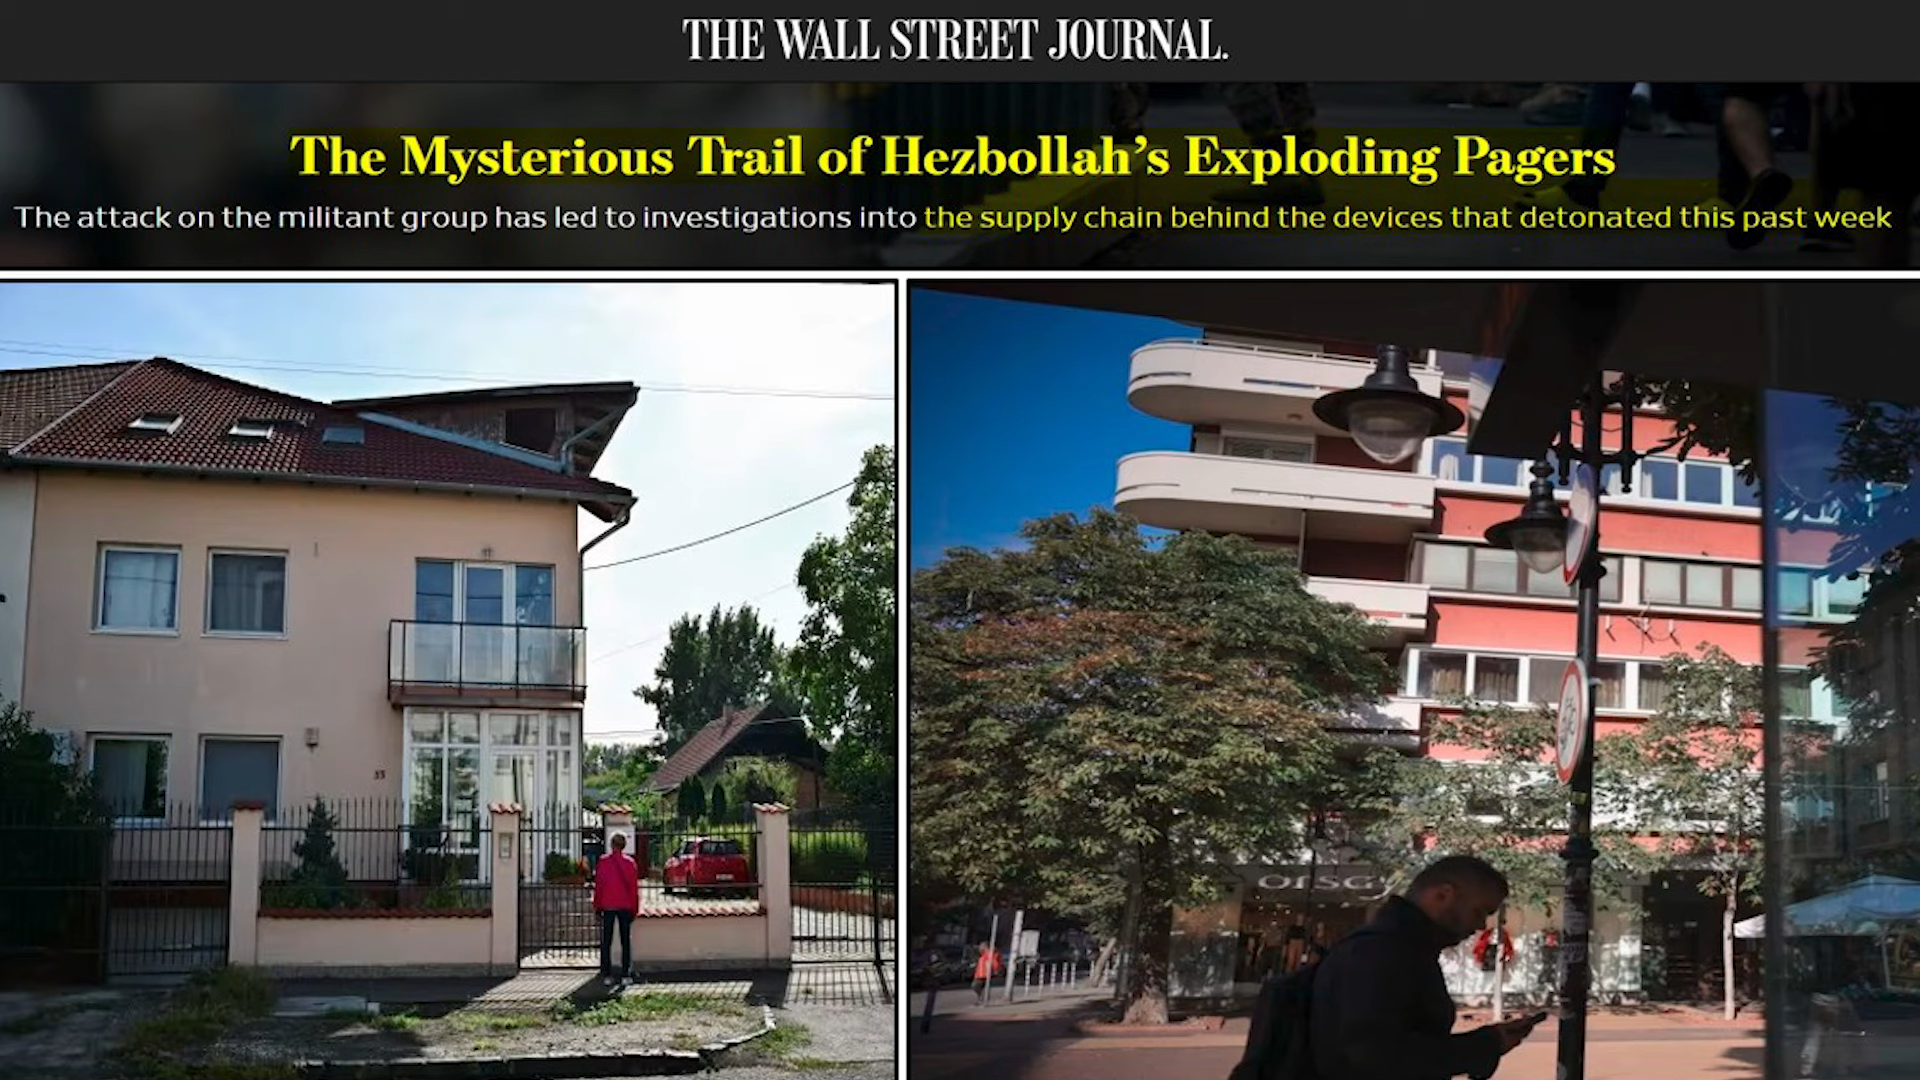 THE WALL STREET JOURNAL.
The Mysterious Trail of Hezbollah's Exploding Pagers
The attack on the militant group has led to investigations into the supply chain behind the devices that detonated this past week
33